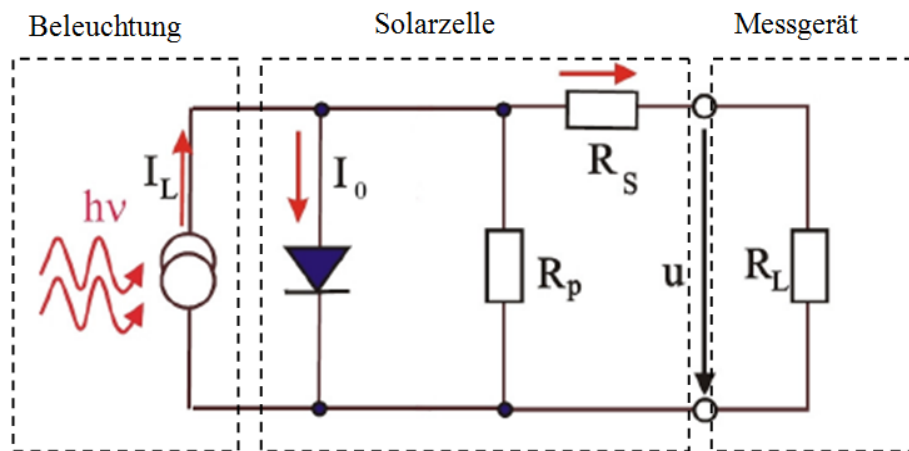 Beleuchtung
Solarzelle
Messgerät
I_L
hν
I_0
R_S
R_p
u
R_L